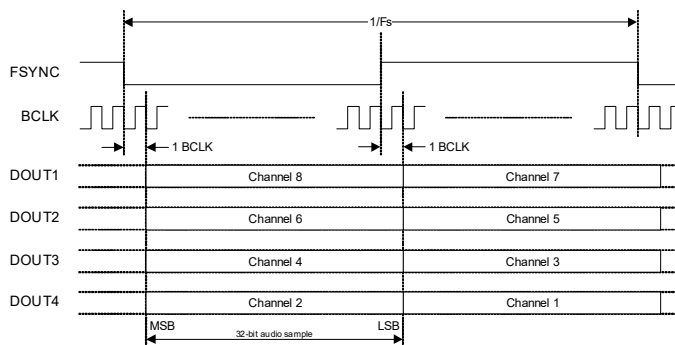 1/Fs
FSYNC
BCLK
1 BCLK 1 BCLK
DOUT1 Channel 8 Channel 7
DOUT2 Channel 6 Channel 5
DOUT3 Channel 4 Channel 3
DOUT4 Channel 2 Channel 1
MSB LSB
32-bit audio sample